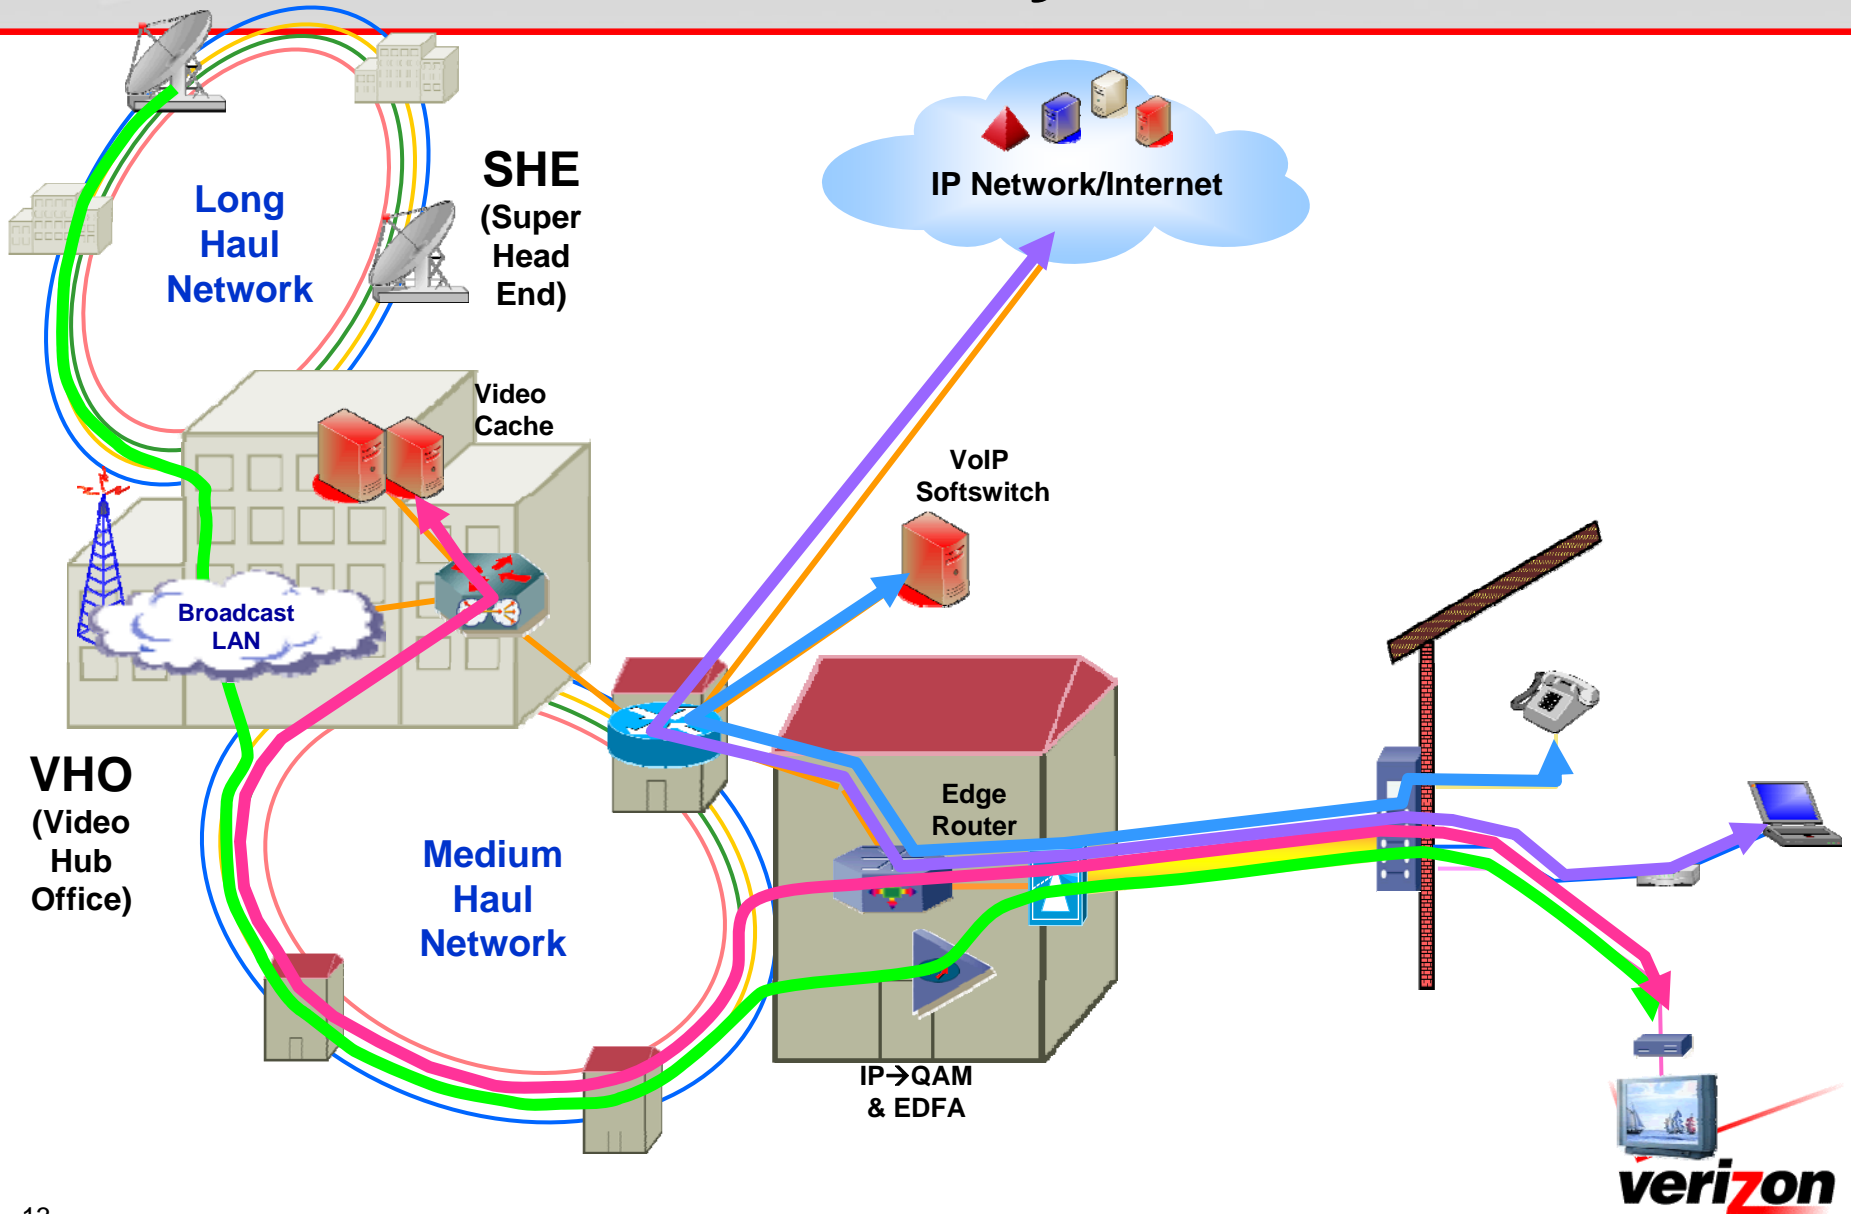 SHE
(Super
Head
End)
Long
Haul
Network
IP Network/Internet
Video
Cache
VoIP
Softswitch
Broadcast
LAN
VHO
(Video
Hub
Office)
Edge
Router
Medium
Haul
Network
IP→QAM
& EDFA
verizon